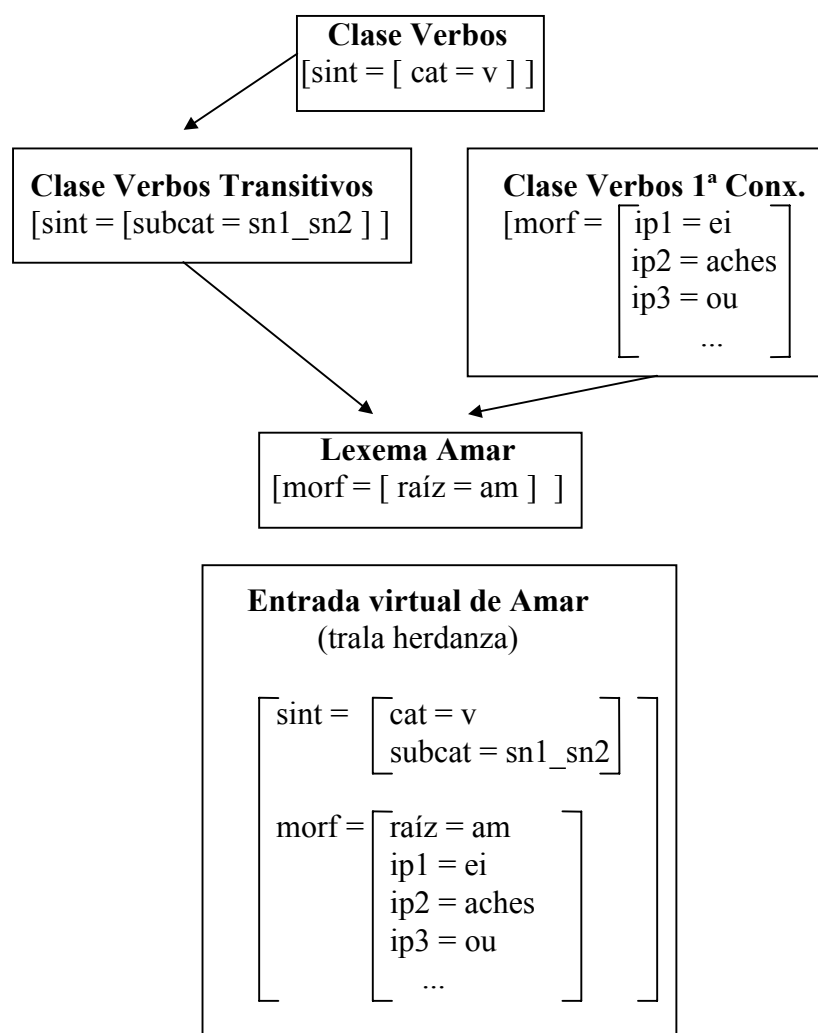 Clase Verbos
[sint = [ cat = v ] ]
Clase Verbos Transitivos
[sint = [subcat = sn1_sn2 ] ]
Clase Verbos 1ª Conx.
[morf = [ ip1 = ei
ip2 = aches
ip3 = ou
... ]
Lexema Amar
[morf = [ raíz = am ] ]
Entrada virtual de Amar
(trala herdanza)
[ sint = [ cat = v
subcat = sn1_sn2 ] ]
morf = [ raíz = am
ip1 = ei
ip2 = aches
ip3 = ou
... ]